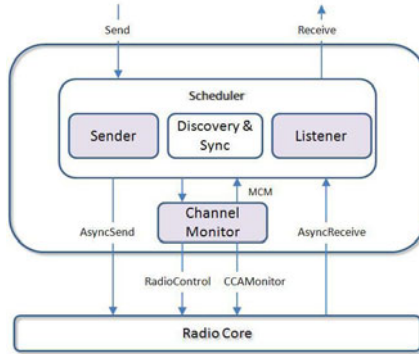 Send
Receive
Scheduler
Sender
Discovery &
Sync
Listener
MCM
Channel
Monitor
AsyncSend
AsyncReceive
RadioControl
CCAMonitor
Radio Core